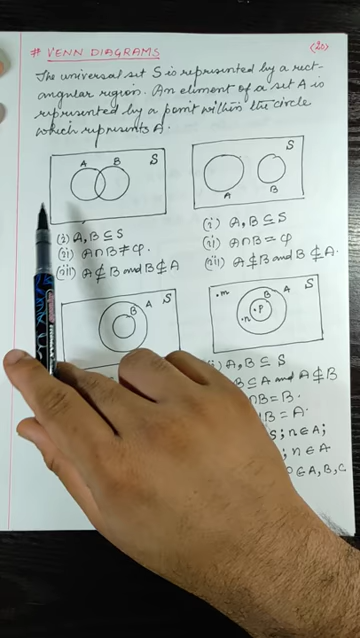 # VENN DIAGRAMS
(20)
The universal set S is represented by a rect-
angular region. An element of a set A is
represented by a point within the circle
which represents A.
A B S
S
A B
(i) A, B ⊆ S
(ii) A∩B ≠ φ.
(iii) A ⊈ B and B ⊈ A
(i) A, B ⊆ S
(ii) A∩B = φ
(iii) A ⊈ B and B ⊈ A.
B A S
•m B A S
•n •P
A, B ⊆ S
B ⊆ A and A ⊈ B
∩B = B.
B = A.
S; n ∈ A;
; n ∈ A
∈ A, B, C